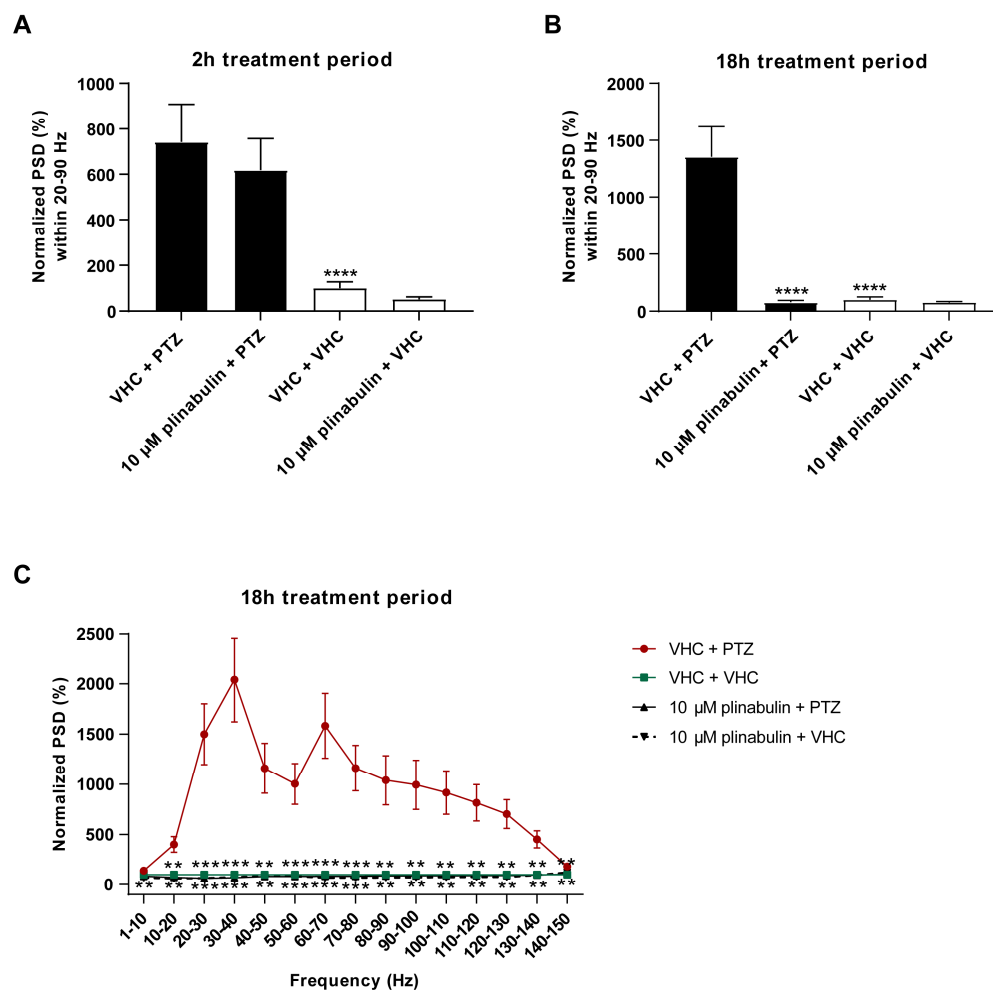 A
2h treatment period
Normalized PSD (%)
within 20-90 Hz
1000
800
600
400
200
0
****
VHC + PTZ
10 µM plinabulin + PTZ
VHC + VHC
10 µM plinabulin + VHC
B
18h treatment period
Normalized PSD (%)
within 20-90 Hz
2000
1500
1000
500
0
****
****
VHC + PTZ
10 µM plinabulin + PTZ
VHC + VHC
10 µM plinabulin + VHC
C
18h treatment period
Normalized PSD (%)
2500
2000
1500
1000
500
0
** *** *** ** *** *** *** ** ** ** ** ** ** **
** ** *** *** ** *** *** *** ** ** ** ** ** ** **
1-10
10-20
20-30
30-40
40-50
50-60
60-70
70-80
80-90
90-100
100-110
110-120
120-130
130-140
140-150
Frequency (Hz)
VHC + PTZ
VHC + VHC
10 µM plinabulin + PTZ
10 µM plinabulin + VHC